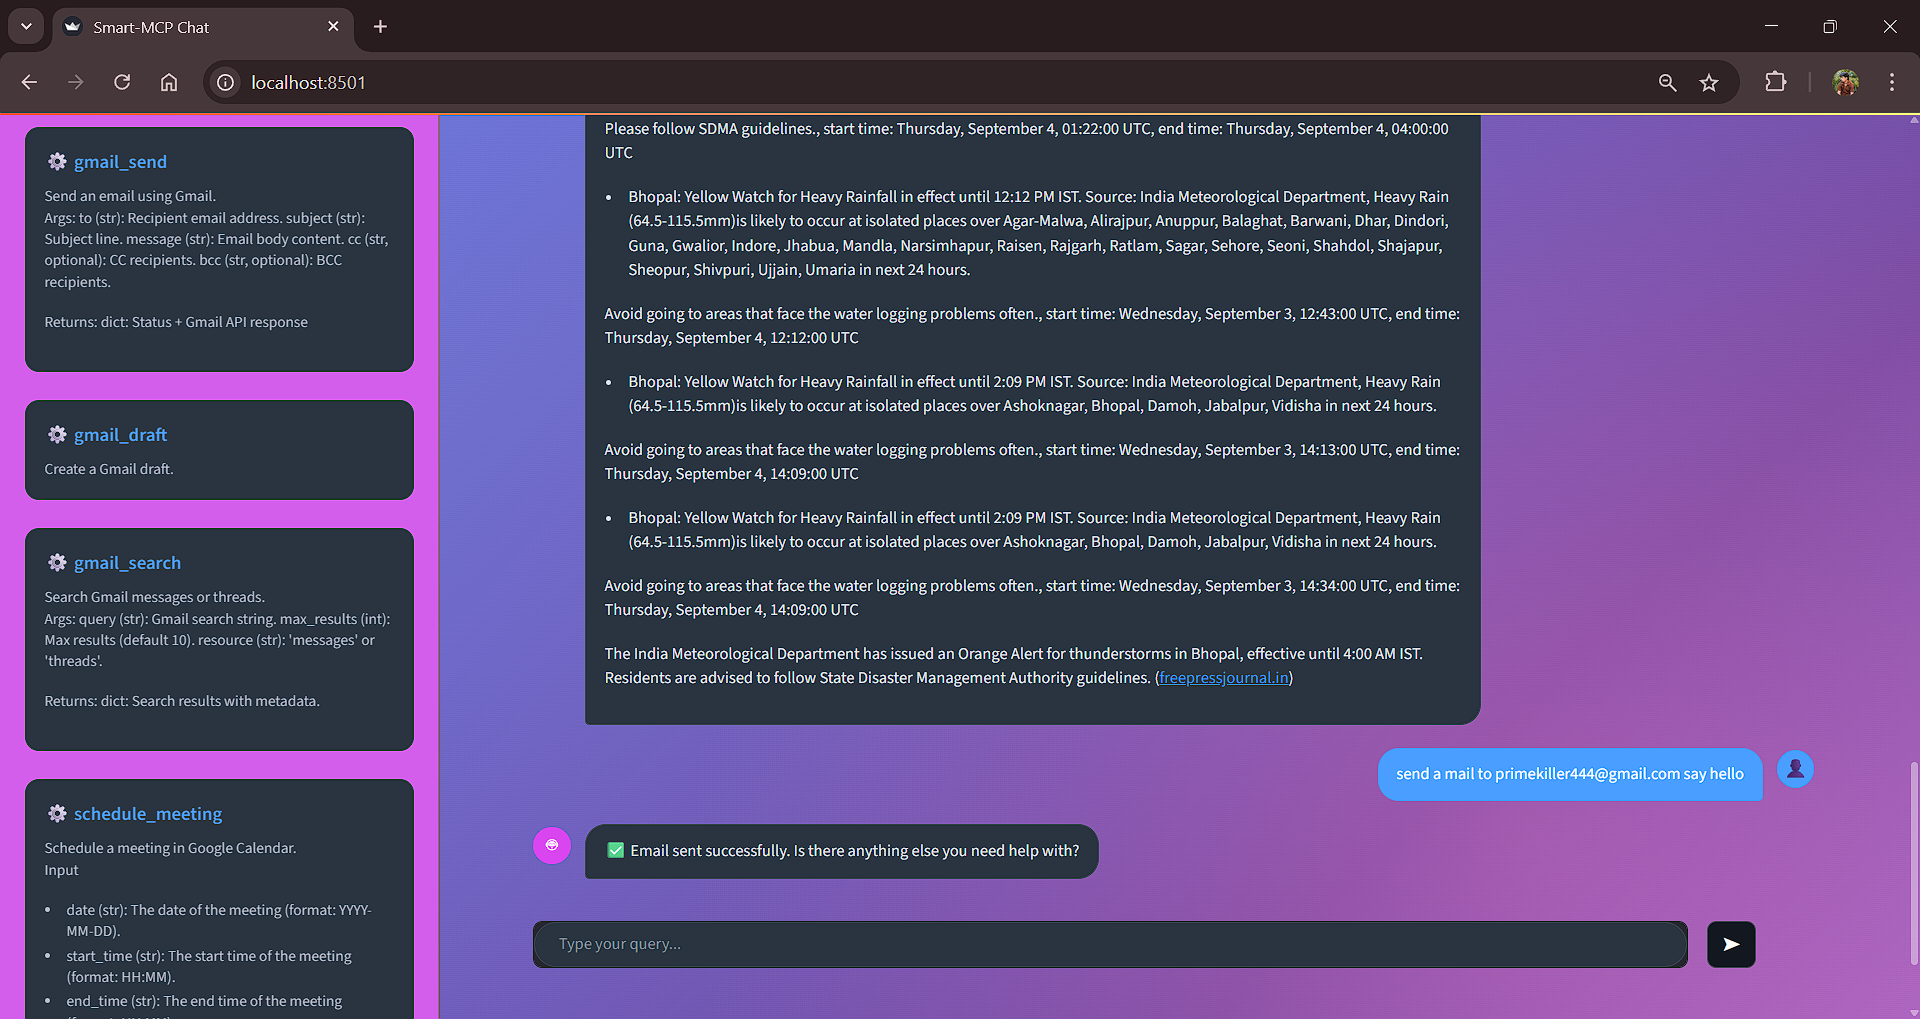 Smart-MCP Chat
localhost:8501
gmail_send
Send an email using Gmail.
Args: to (str): Recipient email address. subject (str):
Subject line. message (str): Email body content. cc (str,
optional): CC recipients. bcc (str, optional): BCC
recipients.
Returns: dict: Status + Gmail API response
gmail_draft
Create a Gmail draft.
gmail_search
Search Gmail messages or threads.
Args: query (str): Gmail search string. max_results (int):
Max results (default 10). resource (str): 'messages' or
'threads'.
Returns: dict: Search results with metadata.
schedule_meeting
Schedule a meeting in Google Calendar.
Input
• date (str): The date of the meeting (format: YYYY-
MM-DD).
• start_time (str): The start time of the meeting
(format: HH:MM).
• end_time (str): The end time of the meeting
Please follow SDMA guidelines., start time: Thursday, September 4, 01:22:00 UTC, end time: Thursday, September 4, 04:00:00
UTC
• Bhopal: Yellow Watch for Heavy Rainfall in effect until 12:12 PM IST. Source: India Meteorological Department, Heavy Rain
(64.5-115.5mm)is likely to occur at isolated places over Agar-Malwa, Alirajpur, Anuppur, Balaghat, Barwani, Dhar, Dindori,
Guna, Gwalior, Indore, Jhabua, Mandla, Narsimhapur, Raisen, Rajgarh, Ratlam, Sagar, Sehore, Seoni, Shahdol, Shajapur,
Sheopur, Shivpuri, Ujjain, Umaria in next 24 hours.
Avoid going to areas that face the water logging problems often., start time: Wednesday, September 3, 12:43:00 UTC, end time:
Thursday, September 4, 12:12:00 UTC
• Bhopal: Yellow Watch for Heavy Rainfall in effect until 2:09 PM IST. Source: India Meteorological Department, Heavy Rain
(64.5-115.5mm)is likely to occur at isolated places over Ashoknagar, Bhopal, Damoh, Jabalpur, Vidisha in next 24 hours.
Avoid going to areas that face the water logging problems often., start time: Wednesday, September 3, 14:13:00 UTC, end time:
Thursday, September 4, 14:09:00 UTC
• Bhopal: Yellow Watch for Heavy Rainfall in effect until 2:09 PM IST. Source: India Meteorological Department, Heavy Rain
(64.5-115.5mm)is likely to occur at isolated places over Ashoknagar, Bhopal, Damoh, Jabalpur, Vidisha in next 24 hours.
Avoid going to areas that face the water logging problems often., start time: Wednesday, September 3, 14:34:00 UTC, end time:
Thursday, September 4, 14:09:00 UTC
The India Meteorological Department has issued an Orange Alert for thunderstorms in Bhopal, effective until 4:00 AM IST.
Residents are advised to follow State Disaster Management Authority guidelines. (freepressjournal.in)
send a mail to primekiller444@gmail.com say hello
✅ Email sent successfully. Is there anything else you need help with?
Type your query...